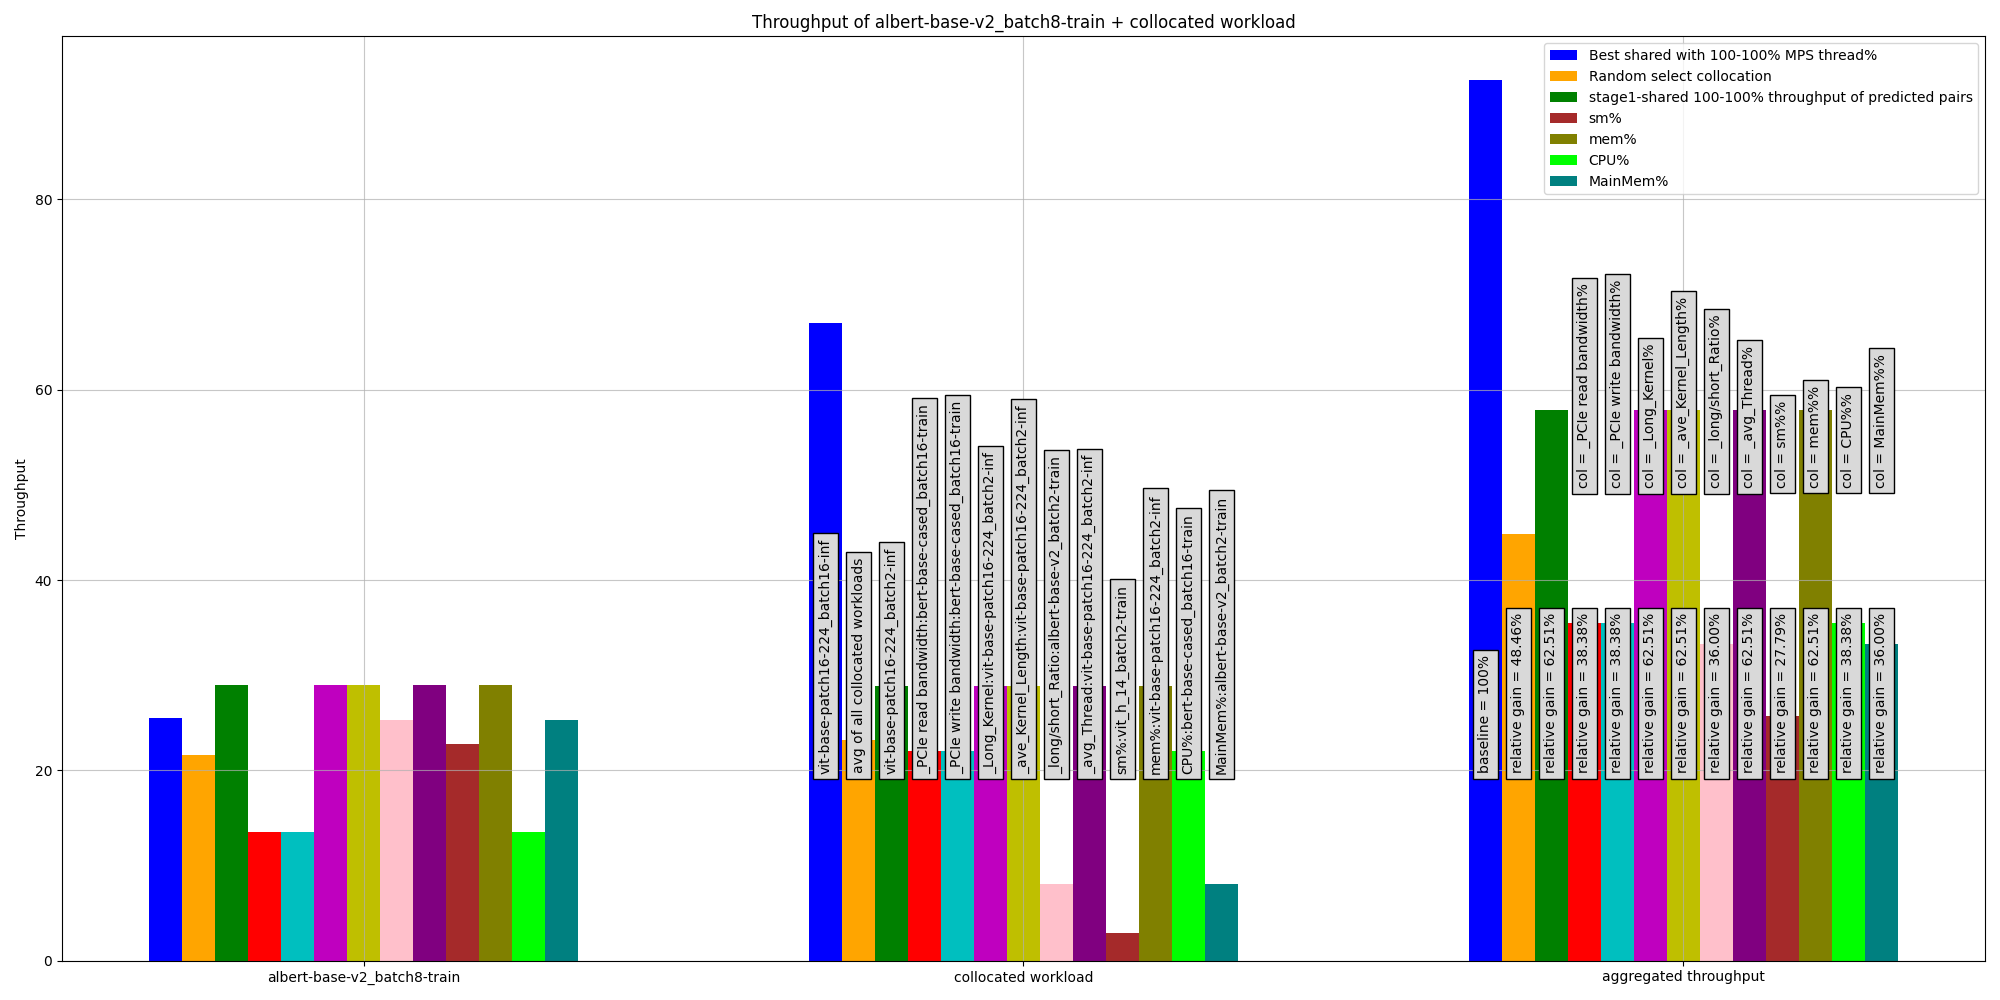 Throughput of albert-base-v2_batch8-train + collocated workload
Best shared with 100-100% MPS thread%
Random select collocation
stage1-shared 100-100% throughput of predicted pairs
sm%
mem%
CPU%
MainMem%
Throughput
80
60
40
20
0
vit-base-patch16-224_batch16-inf
avg of all collocated workloads
vit-base-patch16-224_batch2-inf
_PCIe read bandwidth:bert-base-cased_batch16-train
_PCIe write bandwidth:bert-base-cased_batch16-train
_Long_Kernel:vit-base-patch16-224_batch2-inf
_ave_Kernel_Length:vit-base-patch16-224_batch2-inf
_long/short_Ratio:albert-base-v2_batch2-train
_avg_Thread:vit-base-patch16-224_batch2-inf
sm%:vit_h_14_batch2-train
mem%:vit-base-patch16-224_batch2-inf
CPU%:bert-base-cased_batch16-train
MainMem%:albert-base-v2_batch2-train
col = _PCIe read bandwidth%
col = _PCIe write bandwidth%
col = _Long_Kernel%
col = _ave_Kernel_Length%
col = _long/short_Ratio%
col = _avg_Thread%
col = sm%%
col = mem%%
col = CPU%%
col = MainMem%%
baseline = 100%
relative gain = 48.46%
relative gain = 62.51%
relative gain = 38.38%
relative gain = 38.38%
relative gain = 62.51%
relative gain = 62.51%
relative gain = 36.00%
relative gain = 62.51%
relative gain = 27.79%
relative gain = 62.51%
relative gain = 38.38%
relative gain = 36.00%
albert-base-v2_batch8-train
collocated workload
aggregated throughput